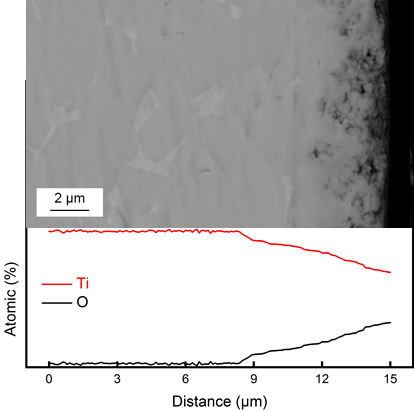 2 μm
Atomic (%)
Ti
O
0 3 6 9 12 15
Distance (μm)